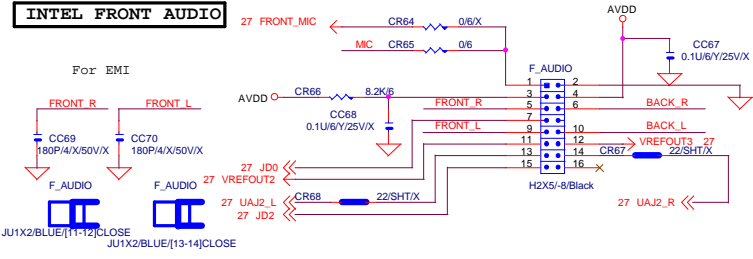 INTEL FRONT AUDIO
For EMI
FRONT_R
FRONT_L
CC69
180P/4/X/50V/X
CC70
180P/4/X/50V/X
F_AUDIO
JU1X2/BLUE/[11-12]CLOSE
F_AUDIO
JU1X2/BLUE/[13-14]CLOSE
27 FRONT_MIC
CR64
0/6/X
MIC
CR65
0/6
AVDD
CR66
8.2K/6
CC68
0.1U/6/Y/25V/X
AVDD
CC67
0.1U/6/Y/25V/X
F_AUDIO
1
2
3
4
5
6
7
9
10
11
12
13
14
15
16
H2X5/-8/Black
FRONT_R
FRONT_L
BACK_R
BACK_L
VREFOUT3 27
CR67
22/SHT/X
27 JD0
27 VREFOUT2
27 UAJ2_L
CR68
22/SHT/X
27 JD2
27 UAJ2_R